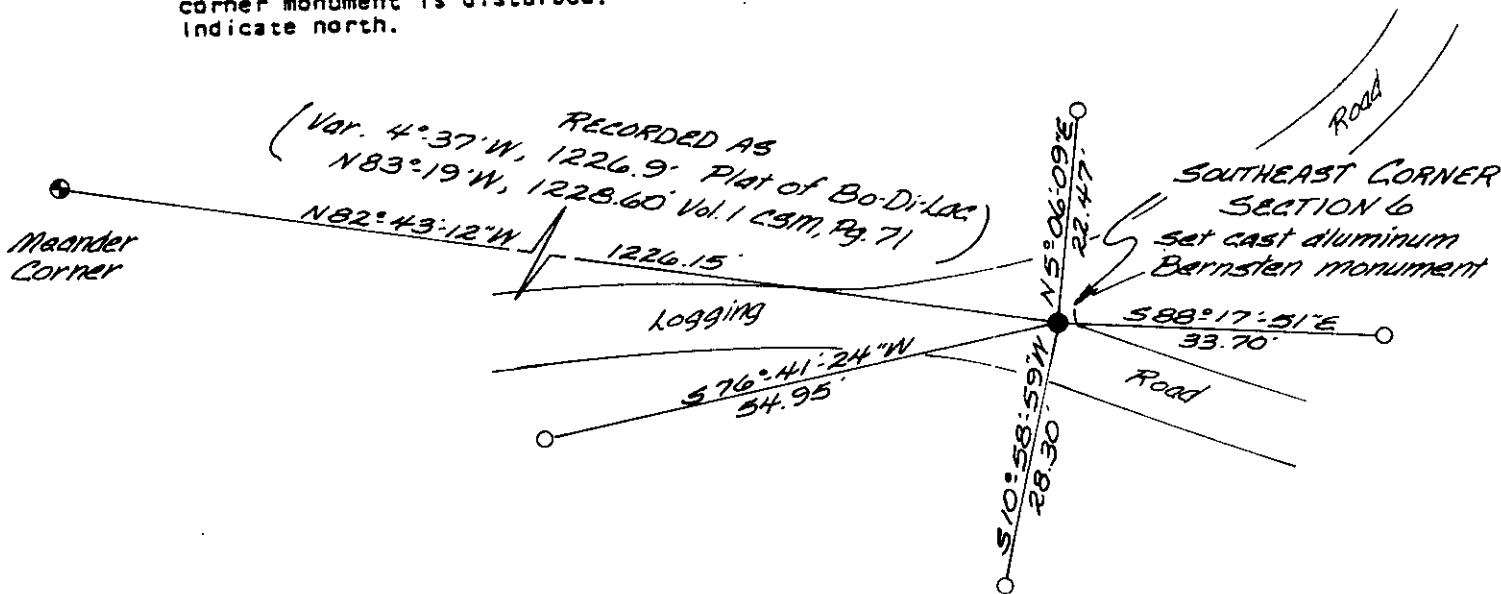 corner monument is disturbed.
Indicate north.
(Var. 4°-37'W, 1226.9' Plat of Bo-Di-Lac
RECORDED AS
N83°-19'W, 1228.60' Vol. 1 CSM, Pg. 71)
N82°-43'-12"W
1226.15'
Meander
Corner
Logging
S76°-41'-24"W
54.95'
N5°-06'-09"E
22.47'
Road
SOUTHEAST CORNER
SECTION 6
set cast aluminum
Bernsten monument
S88°-17'-51"E
33.70'
Road
S10°-58'-59"W
28.30'